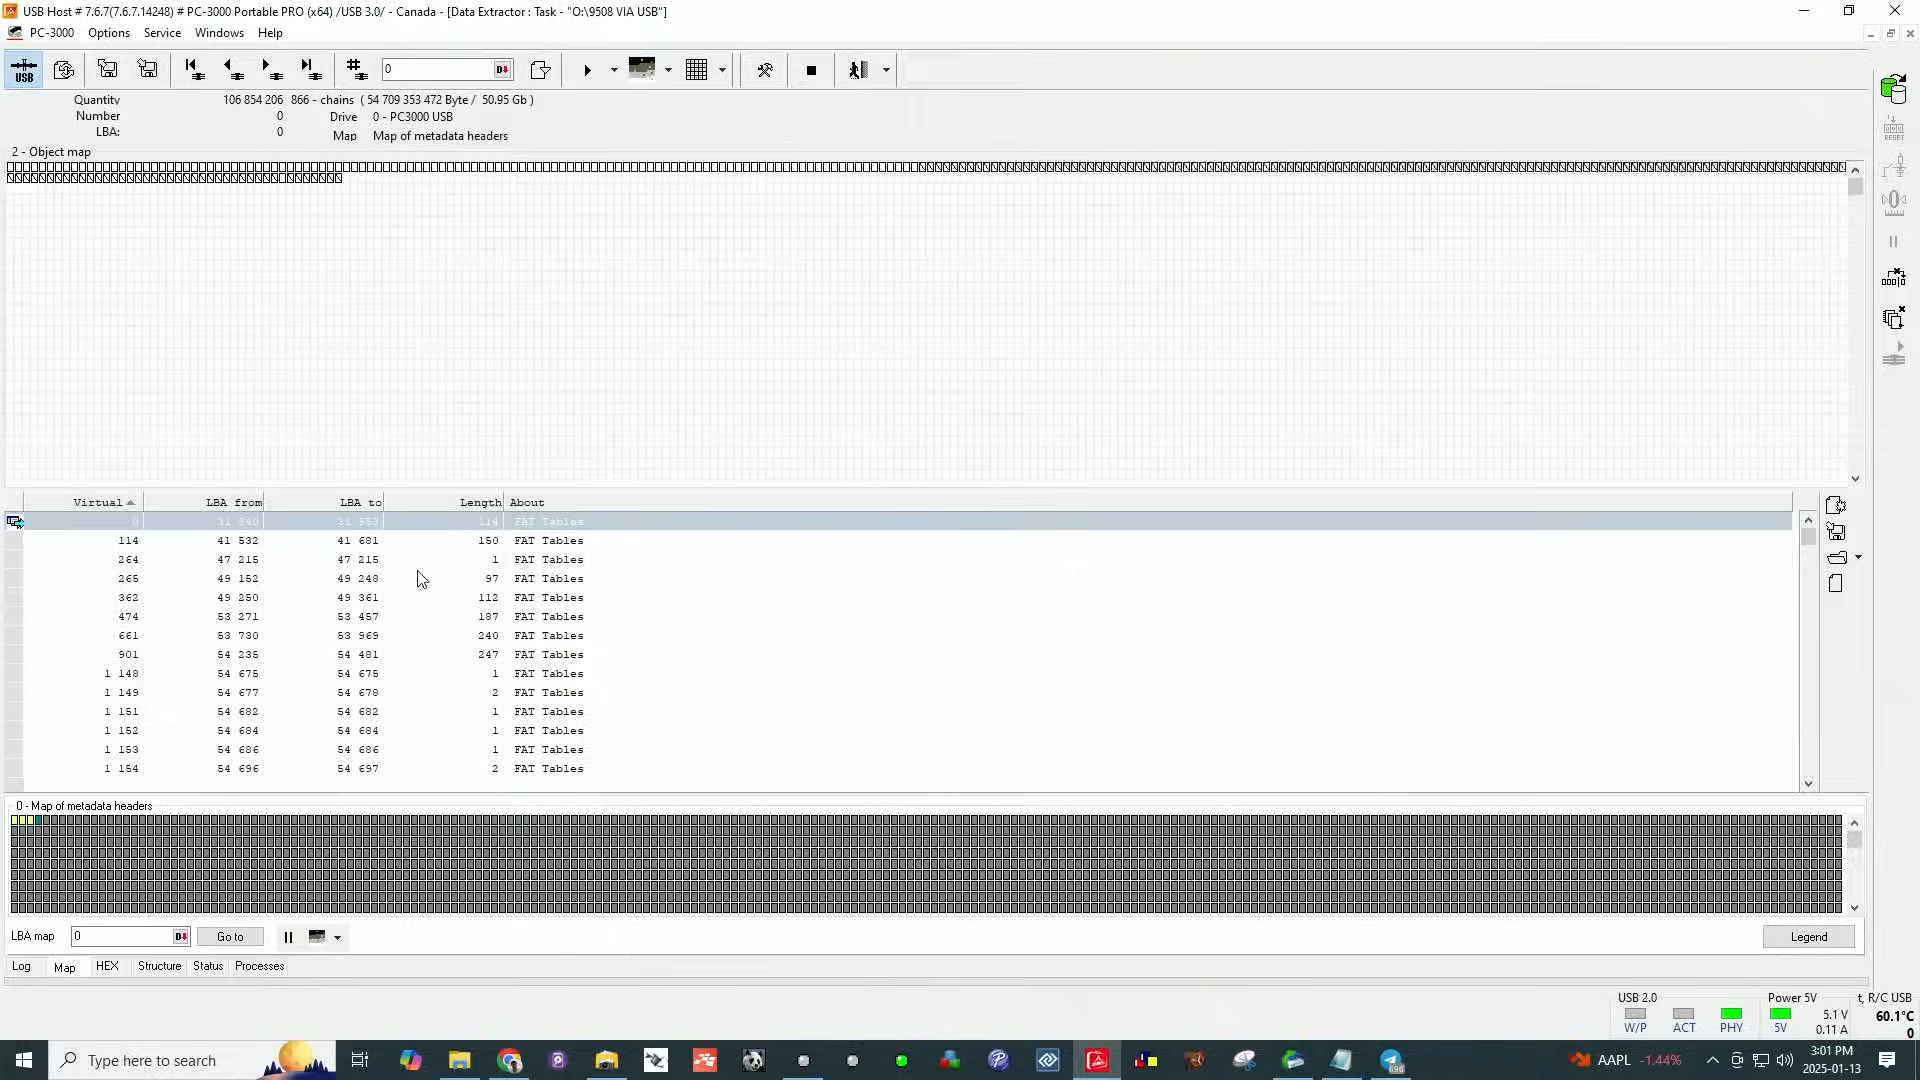 USB Host # 7.6.7(7.6.7.14248) # PC-3000 Portable PRO (x64) /USB 3.0/ - Canada - [Data Extractor : Task - "O:\9508 VIA USB"]
PC-3000 Options Service Windows Help
USB 0
Quantity 106 854 206 866 - chains ( 54 709 353 472 Byte / 50.95 Gb )
Number 0 Drive 0 - PC3000 USB
LBA: 0 Map Map of metadata headers
RESET
2 - Object map
Virtual LBA from LBA to Length About
0 31 840 31 953 114 FAT Tables
114 41 532 41 681 150 FAT Tables
264 47 215 47 215 1 FAT Tables
265 49 152 49 248 97 FAT Tables
362 49 250 49 361 112 FAT Tables
474 53 271 53 457 187 FAT Tables
661 53 730 53 969 240 FAT Tables
901 54 235 54 481 247 FAT Tables
1 148 54 675 54 675 1 FAT Tables
1 149 54 677 54 678 2 FAT Tables
1 151 54 682 54 682 1 FAT Tables
1 152 54 684 54 684 1 FAT Tables
1 153 54 686 54 686 1 FAT Tables
1 154 54 696 54 697 2 FAT Tables
0 - Map of metadata headers
LBA map 0 Go to Legend
Log Map HEX Structure Status Processes
USB 2.0 Power 5V t, R/C USB
5.1 V 60.1°C
W/P ACT PHY 5V 0.11 A 0
Type here to search AAPL -1.44% 3:01 PM
2025-01-13